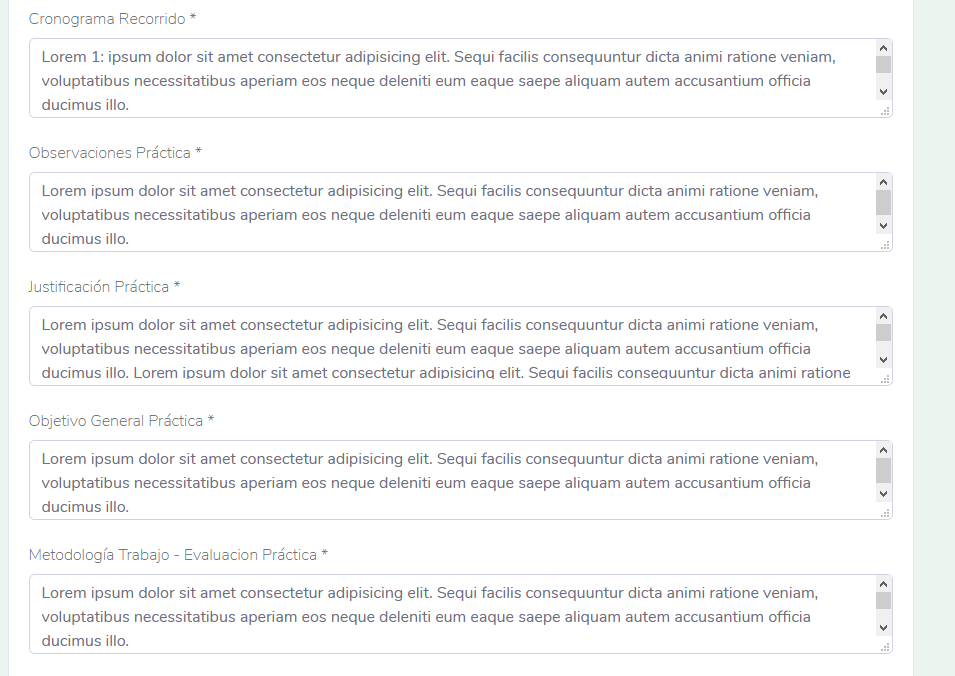 Cronograma Recorrido *
Lorem 1: ipsum dolor sit amet consectetur adipisicing elit. Sequi facilis consequuntur dicta animi ratione veniam,
voluptatibus necessitatibus aperiam eos neque deleniti eum eaque saepe aliquam autem accusantium officia
ducimus illo.
Observaciones Práctica *
Lorem ipsum dolor sit amet consectetur adipisicing elit. Sequi facilis consequuntur dicta animi ratione veniam,
voluptatibus necessitatibus aperiam eos neque deleniti eum eaque saepe aliquam autem accusantium officia
ducimus illo.
Justificación Práctica *
Lorem ipsum dolor sit amet consectetur adipisicing elit. Sequi facilis consequuntur dicta animi ratione veniam,
voluptatibus necessitatibus aperiam eos neque deleniti eum eaque saepe aliquam autem accusantium officia
ducimus illo. Lorem ipsum dolor sit amet consectetur adipisicing elit. Sequi facilis consequuntur dicta animi ratione
Objetivo General Práctica *
Lorem ipsum dolor sit amet consectetur adipisicing elit. Sequi facilis consequuntur dicta animi ratione veniam,
voluptatibus necessitatibus aperiam eos neque deleniti eum eaque saepe aliquam autem accusantium officia
ducimus illo.
Metodología Trabajo - Evaluacion Práctica *
Lorem ipsum dolor sit amet consectetur adipisicing elit. Sequi facilis consequuntur dicta animi ratione veniam,
voluptatibus necessitatibus aperiam eos neque deleniti eum eaque saepe aliquam autem accusantium officia
ducimus illo.